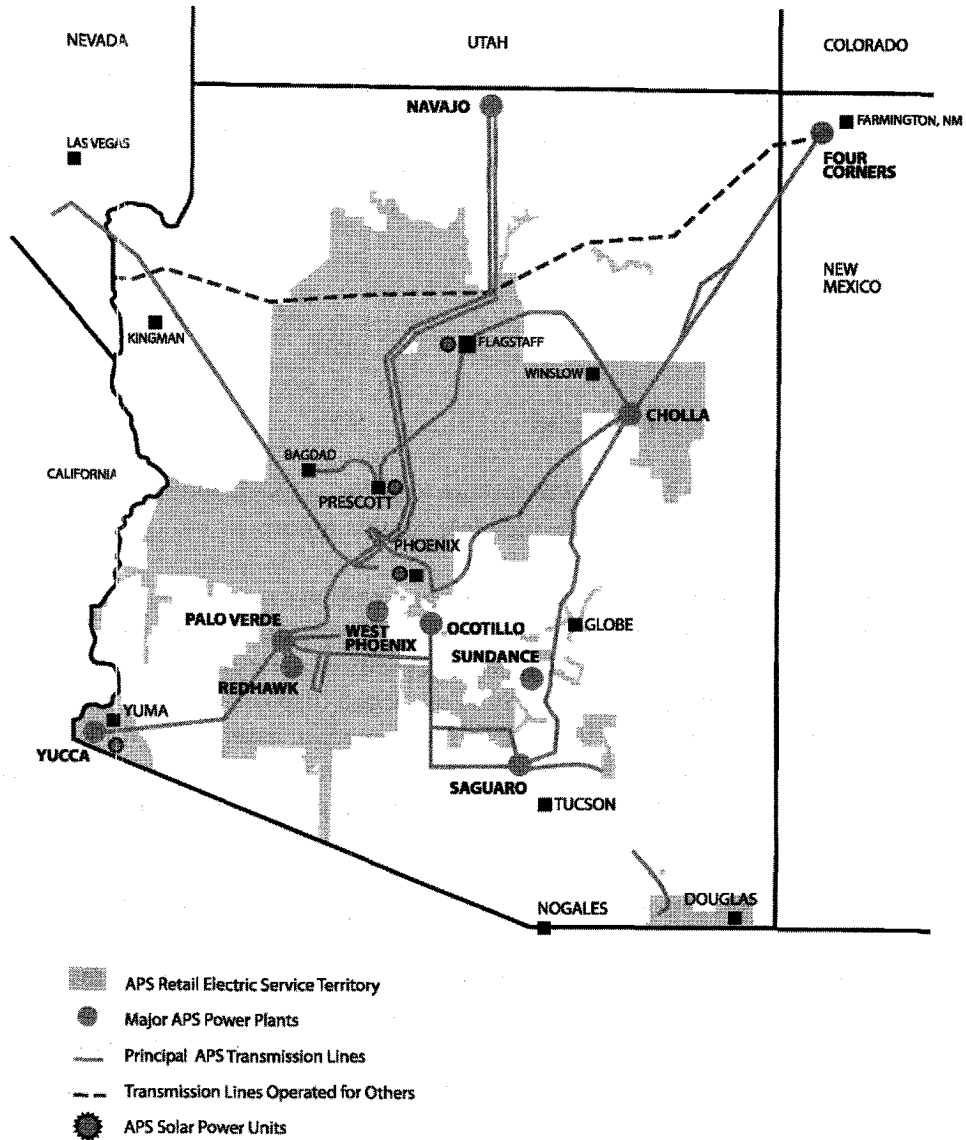 NEVADA
UTAH
COLORADO
NAVAJO
FARMINGTON, NM
LAS VEGAS
FOUR
CORNERS
NEW
MEXICO
KINGMAN
FLAGSTAFF
WINSLOW
CHOLLA
BAGDAD
CALIFORNIA
PRESCOTT
PHOENIX
PALO VERDE
WEST
PHOENIX
OCOTILLO
GLOBE
SUNDANCE
REDHAWK
YUMA
YUCCA
SAGUARO
TUCSON
NOGALES
DOUGLAS
APS Retail Electric Service Territory
Major APS Power Plants
Principal APS Transmission Lines
Transmission Lines Operated for Others
APS Solar Power Units